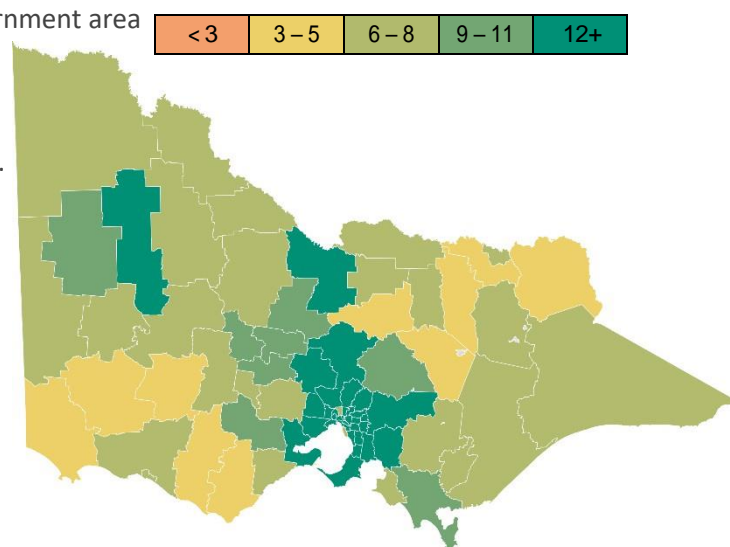 rnment area
< 3 3 – 5 6 – 8 9 – 11 12+
.